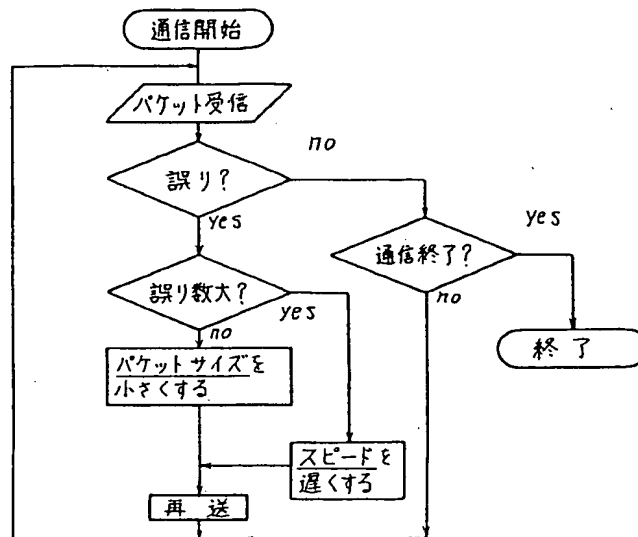 通信開始
パケット受信
no
誤り?
yes
yes
通信終了?
no
誤り数大?
yes
no
終了
パケットサイズを
小さくする
スピードを
遅くする
再送